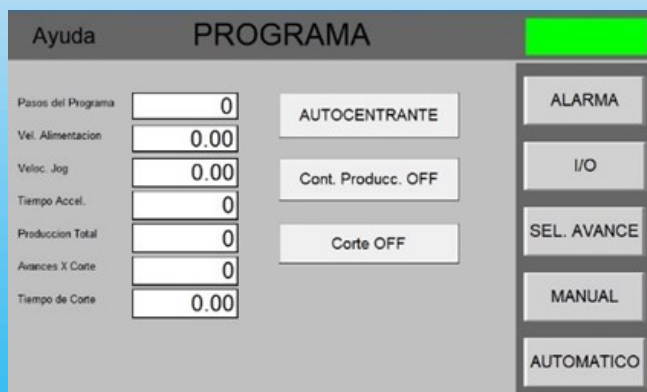 Ayuda
PROGRAMA
Pasos del Programa 0
Vel. Alimentacion 0.00
Veloc. Jog 0.00
Tiempo Accel. 0
Produccion Total 0
Avances X Corte 0
Tiempo de Corte 0.00
AUTOCENTRANTE
Cont. Producc. OFF
Corte OFF
ALARMA
I/O
SEL. AVANCE
MANUAL
AUTOMATICO